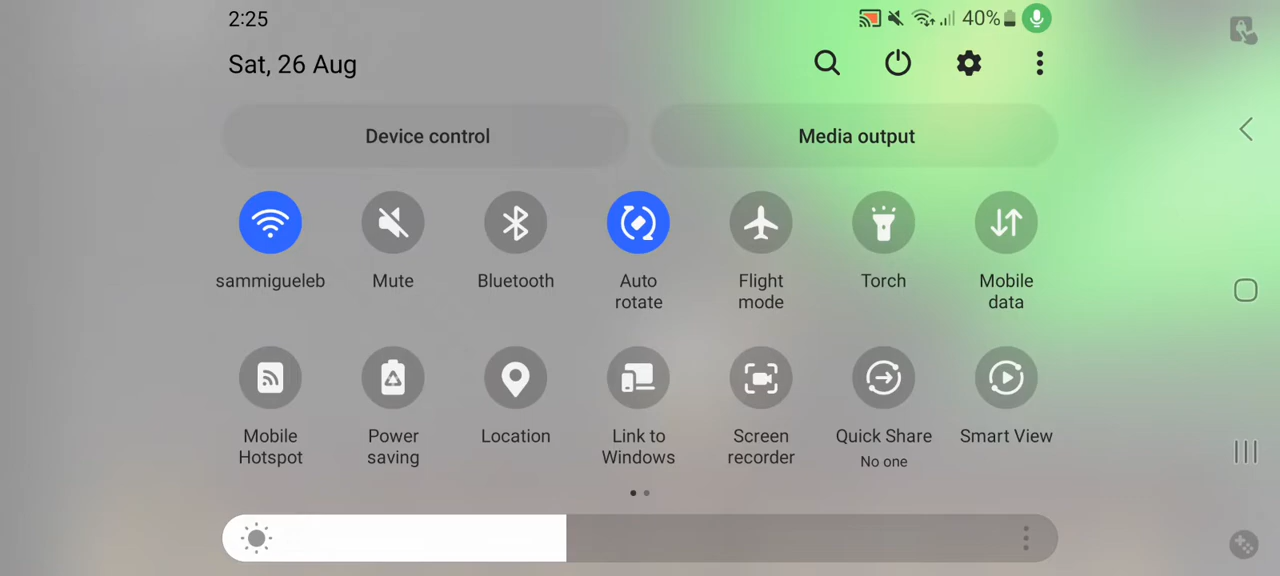 2:25
40%
Sat, 26 Aug
Device control
Media output
sammigueleb
Mute
Bluetooth
Auto
rotate
Flight
mode
Torch
Mobile
data
Mobile
Hotspot
Power
saving
Location
Link to
Windows
Screen
recorder
Quick Share
No one
Smart View